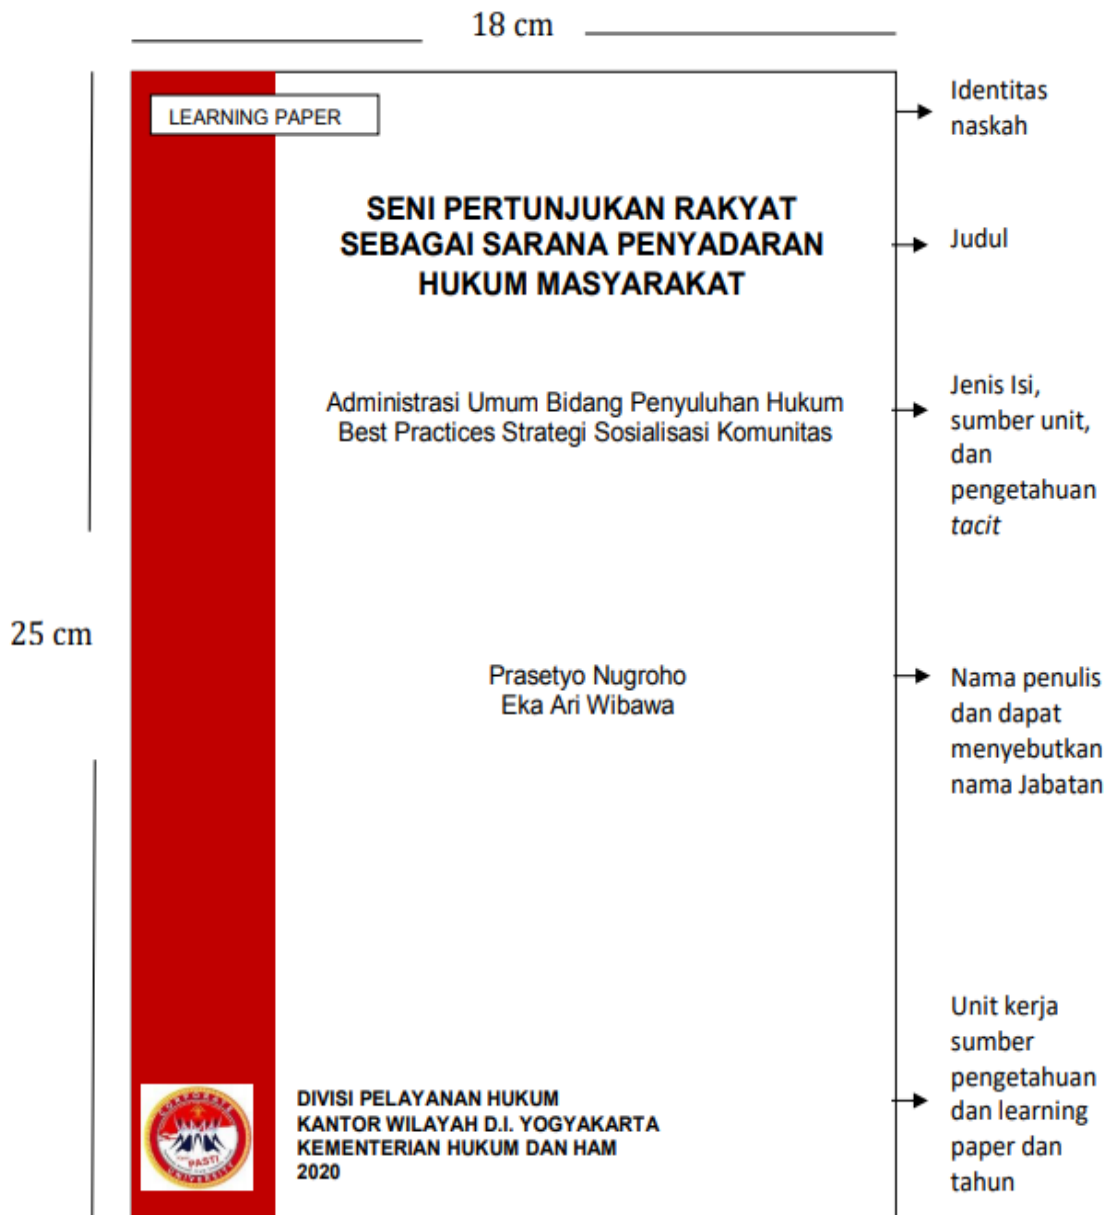 18 cm
LEARNING PAPER
Identitas
naskah
SENI PERTUNJUKAN RAKYAT
SEBAGAI SARANA PENYADARAN
HUKUM MASYARAKAT
Judul
Administrasi Umum Bidang Penyuluhan Hukum
Best Practices Strategi Sosialisasi Komunitas
Jenis Isi,
sumber unit,
dan
pengetahuan
tacit
25 cm
Prasetyo Nugroho
Eka Ari Wibawa
Nama penulis
dan dapat
menyebutkan
nama Jabatan
CORPORATE
PASTI
UNIVERSITY
DIVISI PELAYANAN HUKUM
KANTOR WILAYAH D.I. YOGYAKARTA
KEMENTERIAN HUKUM DAN HAM
2020
Unit kerja
sumber
pengetahuan
dan learning
paper dan
tahun